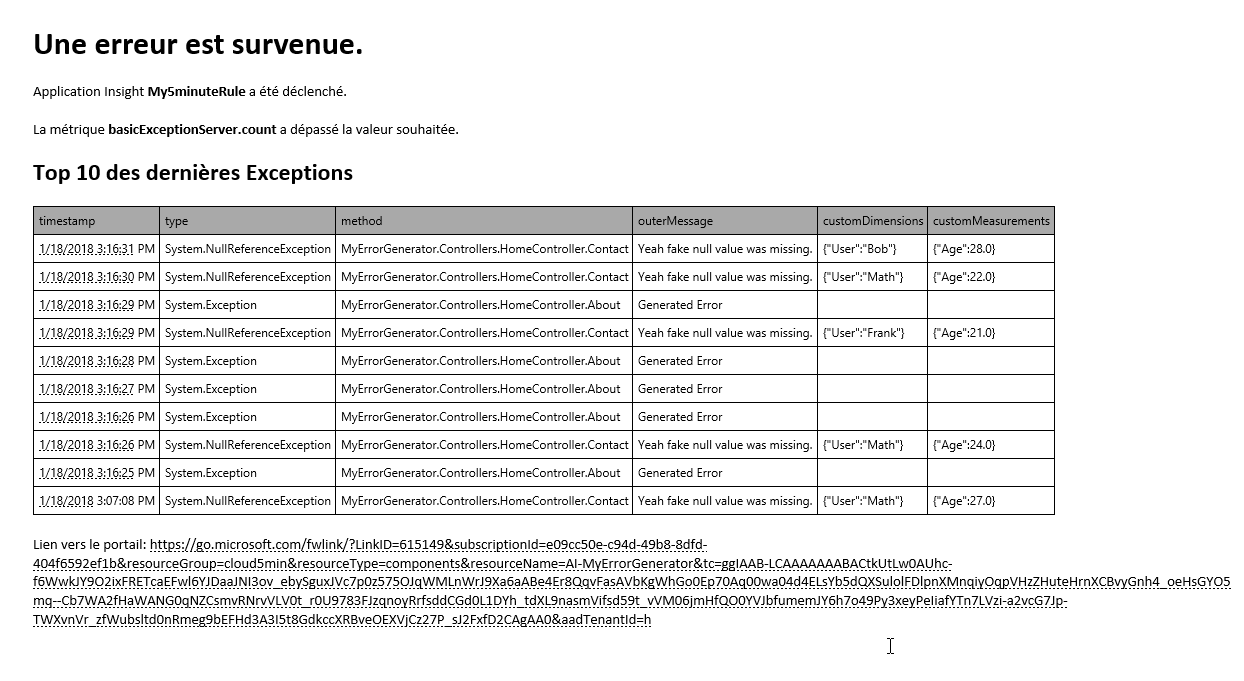 Une erreur est survenue.
Application Insight My5minuteRule a été déclenché.
La métrique basicExceptionServer.count a dépassé la valeur souhaitée.
Top 10 des dernières Exceptions
timestamp type method outerMessage customDimensions customMeasurements
1/18/2018 3:16:31 PM System.NullReferenceException MyErrorGenerator.Controllers.HomeController.Contact Yeah fake null value was missing. {"User":"Bob"} {"Age":28.0}
1/18/2018 3:16:30 PM System.NullReferenceException MyErrorGenerator.Controllers.HomeController.Contact Yeah fake null value was missing. {"User":"Math"} {"Age":22.0}
1/18/2018 3:16:29 PM System.Exception MyErrorGenerator.Controllers.HomeController.About Generated Error
1/18/2018 3:16:29 PM System.NullReferenceException MyErrorGenerator.Controllers.HomeController.Contact Yeah fake null value was missing. {"User":"Frank"} {"Age":21.0}
1/18/2018 3:16:28 PM System.Exception MyErrorGenerator.Controllers.HomeController.About Generated Error
1/18/2018 3:16:27 PM System.Exception MyErrorGenerator.Controllers.HomeController.About Generated Error
1/18/2018 3:16:26 PM System.Exception MyErrorGenerator.Controllers.HomeController.About Generated Error
1/18/2018 3:16:26 PM System.NullReferenceException MyErrorGenerator.Controllers.HomeController.Contact Yeah fake null value was missing. {"User":"Math"} {"Age":24.0}
1/18/2018 3:16:25 PM System.Exception MyErrorGenerator.Controllers.HomeController.About Generated Error
1/18/2018 3:07:08 PM System.NullReferenceException MyErrorGenerator.Controllers.HomeController.Contact Yeah fake null value was missing. {"User":"Math"} {"Age":27.0}
Lien vers le portail: https://go.microsoft.com/fwlink/?LinkID=615149&subscriptionId=e09cc50e-c94d-49b8-8dfd-
404f6592ef1b&resourceGroup=cloud5min&resourceType=components&resourceName=AI-MyErrorGenerator&tc=ggIAAB-LCAAAAAAABACtkUtLw0AUhc-
f6WwkJY9O2ixFRETcaEFwl6YJDaaJNI3ov_ebySguxJVc7p0z575OJqWMLnWrJ9Xa6aABe4Er8QqvFasAVbKgWhGo0Ep70Aq00wa04d4ELsYb5dQXSulolFDlpnXMnqiyOqpVHzZHuteHrnXCBvyGnh4_oeHsGYO5
mq--Cb7WA2fHaWANG0qNZCsmvRNrvVLV0t_r0U9783FJzqnoyRrfsddCGd0L1DYh_tdXL9nasmVifsd59t_vVM06jmHfQO0YVJbfumemJY6h7o49Py3xeyPeIiafYTn7LVzi-a2vcG7Jp-
TWXvnVr_zfWubsltd0nRmeg9bEFHd3A3I5t8GdkccXRBveOEXVjCz27P_sJ2FxfD2CAgAA0&aadTenantId=h